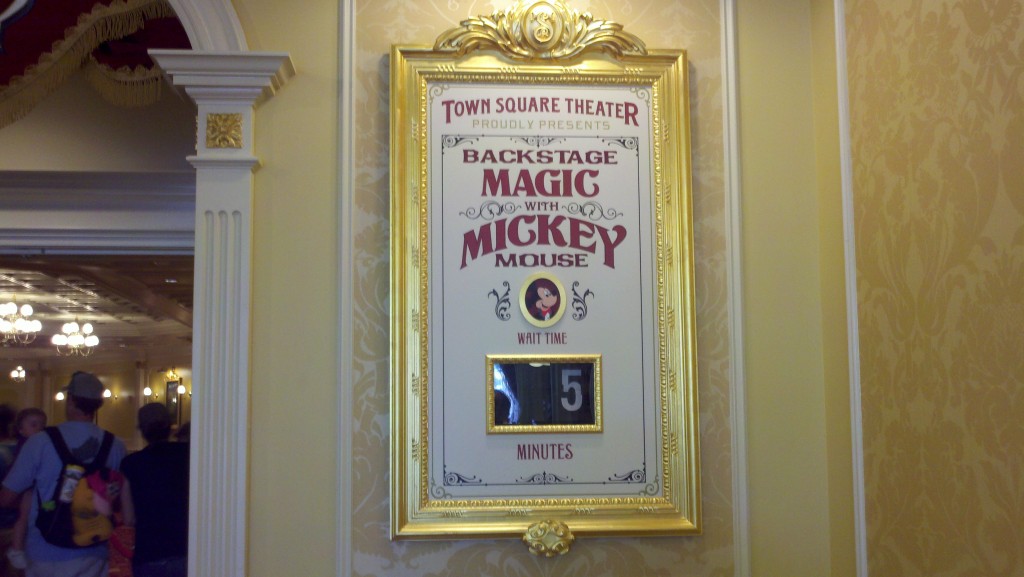 TOWN SQUARE THEATER
PROUDLY PRESENTS
BACKSTAGE
MAGIC
WITH
MICKEY
MOUSE
WAIT TIME
5
MINUTES